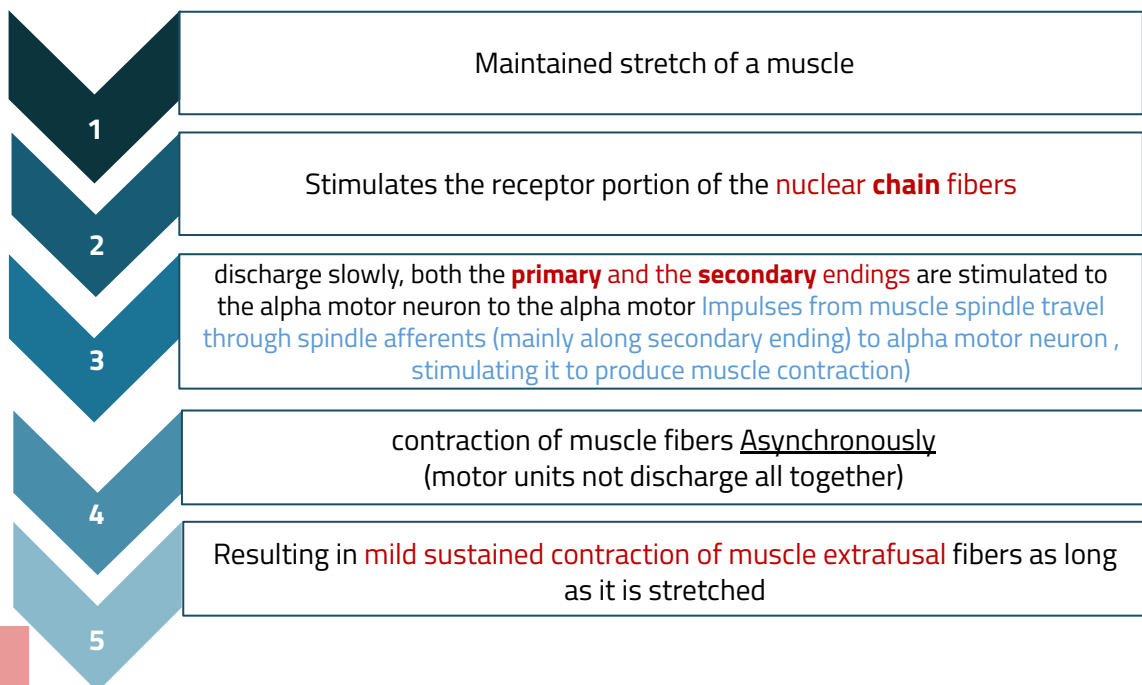 Maintained stretch of a muscle
1
Stimulates the receptor portion of the nuclear chain fibers
2
discharge slowly, both the primary and the secondary endings are stimulated to
the alpha motor neuron to the alpha motor Impulses from muscle spindle travel
through spindle afferents (mainly along secondary ending) to alpha motor neuron ,
stimulating it to produce muscle contraction)
3
contraction of muscle fibers Asynchronously
(motor units not discharge all together)
4
Resulting in mild sustained contraction of muscle extrafusal fibers as long
as it is stretched
5